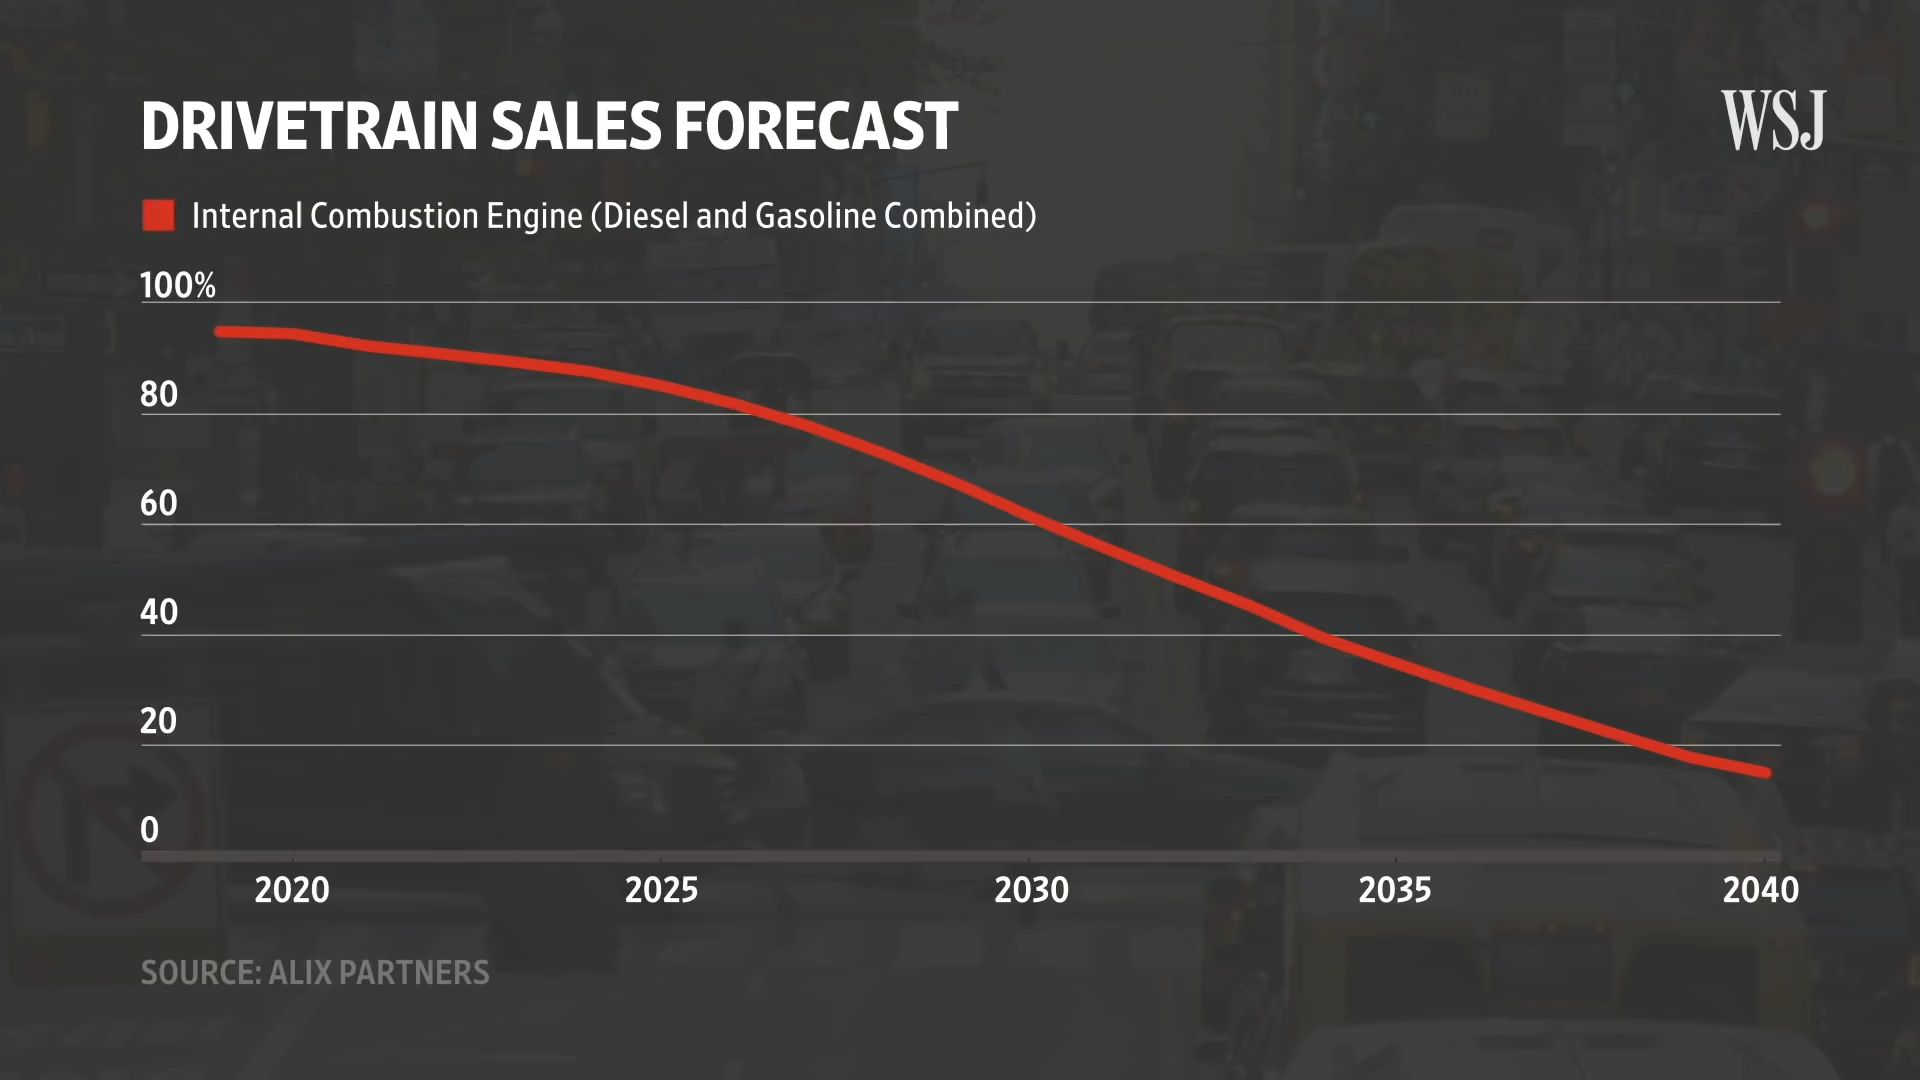 DRIVETRAIN SALES FORECAST
WSJ
Internal Combustion Engine (Diesel and Gasoline Combined)
100%
80
60
40
20
0
2020 2025 2030 2035 2040
SOURCE: ALIX PARTNERS